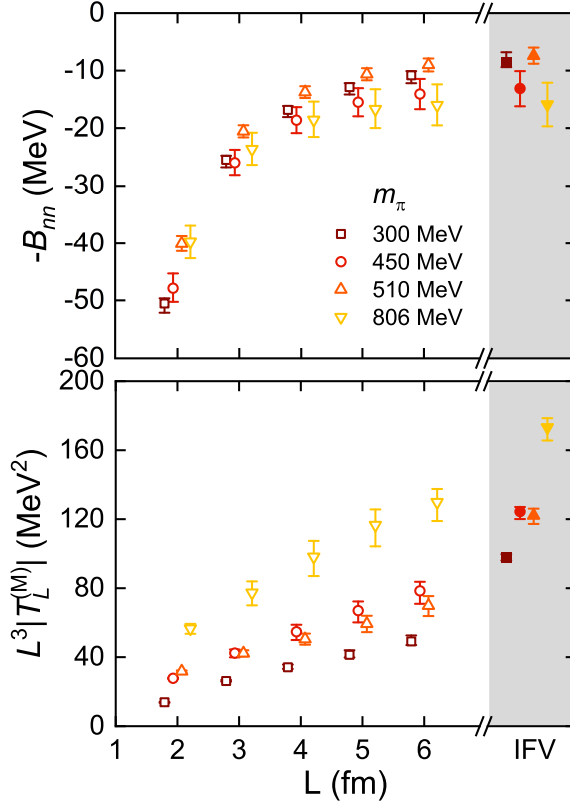 0
-10
-20
-30
-40
-50
-60
-B_nn (MeV)
m_π
300 MeV
450 MeV
510 MeV
806 MeV
200
160
120
80
40
0
L^3|T_L^(M)| (MeV^2)
1 2 3 4 5 6 IFV
L (fm)